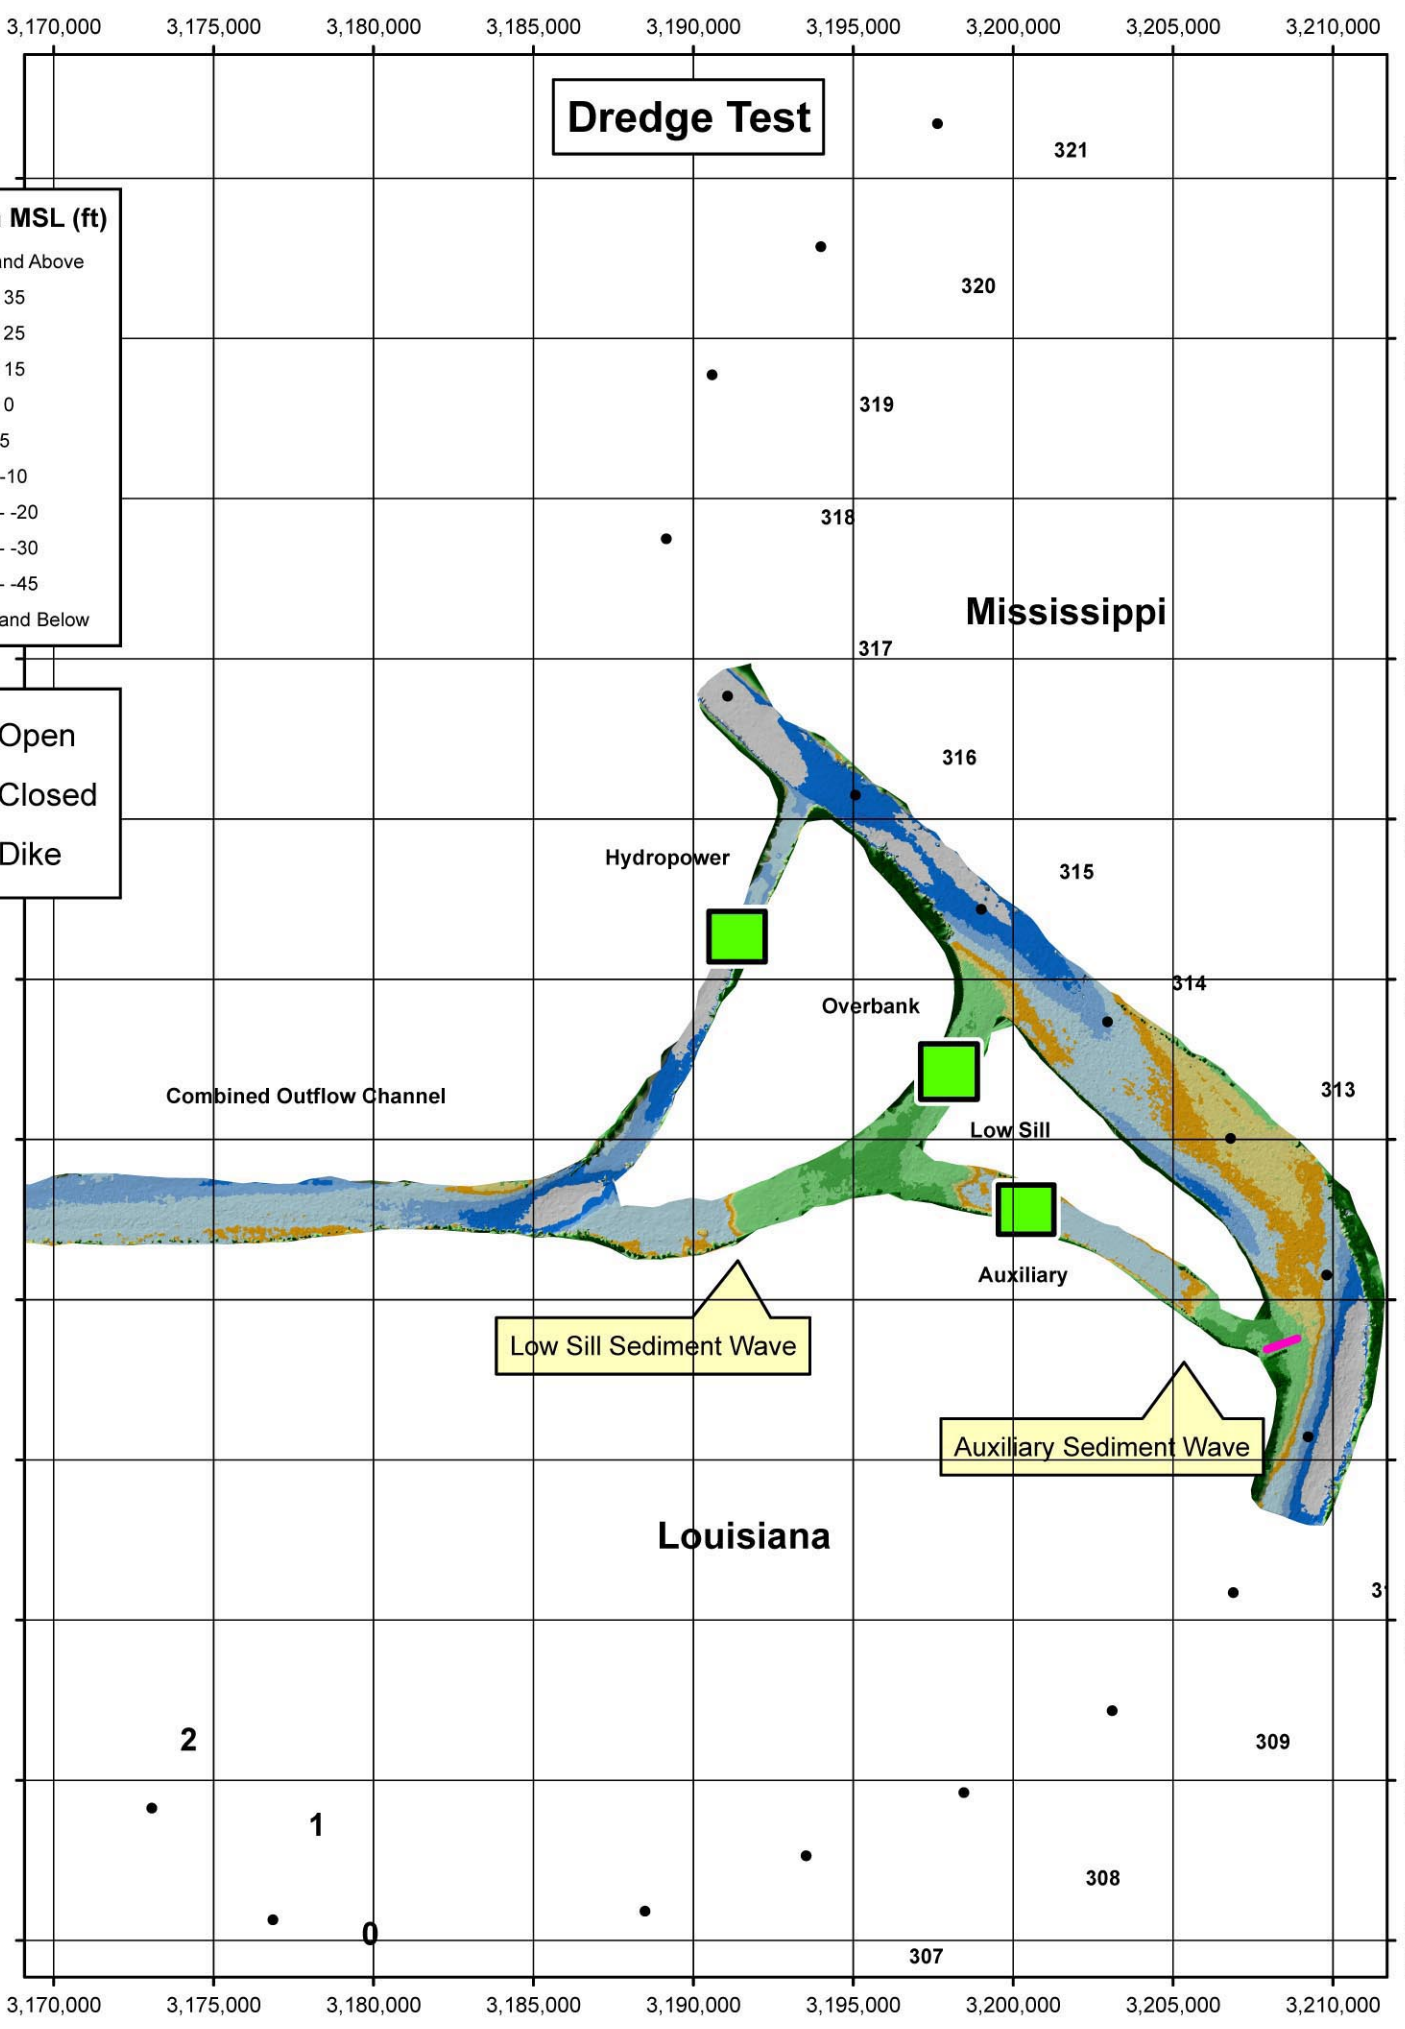 3,170,000 3,175,000 3,180,000 3,185,000 3,190,000 3,195,000 3,200,000 3,205,000 3,210,000
Dredge Test
321
MSL (ft)
and Above
320
35
25
15
0
319
5
-10
- -20
318
- -30
- -45
Mississippi
and Below
317
Open
316
Closed
Dike
Hydropower
315
314
Overbank
313
Combined Outflow Channel
Low Sill
Auxiliary
Low Sill Sediment Wave
Auxiliary Sediment Wave
Louisiana
2
309
1
308
0
307
3,170,000 3,175,000 3,180,000 3,185,000 3,190,000 3,195,000 3,200,000 3,205,000 3,210,000